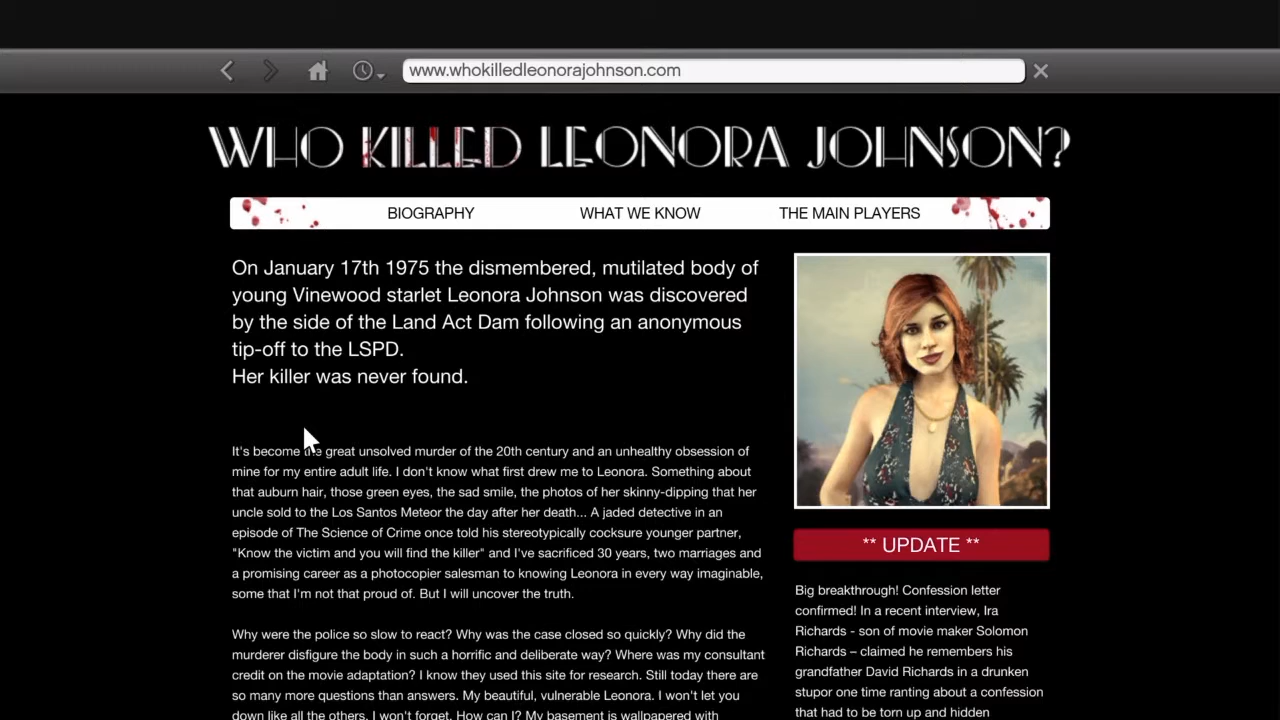 www.whokilledleonorajohnson.com
WHO KILLED LEONORA JOHNSON?
BIOGRAPHY
WHAT WE KNOW
THE MAIN PLAYERS
On January 17th 1975 the dismembered, mutilated body of
young Vinewood starlet Leonora Johnson was discovered
by the side of the Land Act Dam following an anonymous
tip-off to the LSPD.
Her killer was never found.
It's become the great unsolved murder of the 20th century and an unhealthy obsession of
mine for my entire adult life. I don't know what first drew me to Leonora. Something about
that auburn hair, those green eyes, the sad smile, the photos of her skinny-dipping that her
uncle sold to the Los Santos Meteor the day after her death... A jaded detective in an
episode of The Science of Crime once told his stereotypically cocksure younger partner,
"Know the victim and you will find the killer" and I've sacrificed 30 years, two marriages and
a promising career as a photocopier salesman to knowing Leonora in every way imaginable,
some that I'm not that proud of. But I will uncover the truth.
Why were the police so slow to react? Why was the case closed so quickly? Why did the
murderer disfigure the body in such a horrific and deliberate way? Where was my consultant
credit on the movie adaptation? I know they used this site for research. Still today there are
so many more questions than answers. My beautiful, vulnerable Leonora. I won't let you
down like all the others. I won't forget. How can I? My basement is wallpapered with
** UPDATE **
Big breakthrough! Confession letter
confirmed! In a recent interview, Ira
Richards - son of movie maker Solomon
Richards – claimed he remembers his
grandfather David Richards in a drunken
stupor one time ranting about a confession
that had to be torn up and hidden